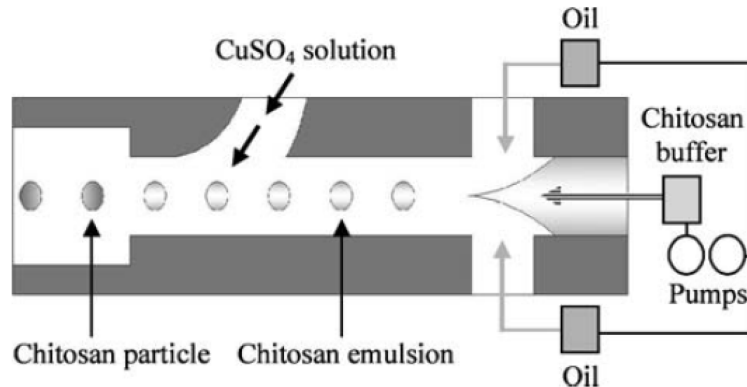 Oil
CuSO₄ solution
Chitosan
buffer
Pumps
Chitosan particle
Chitosan emulsion
Oil